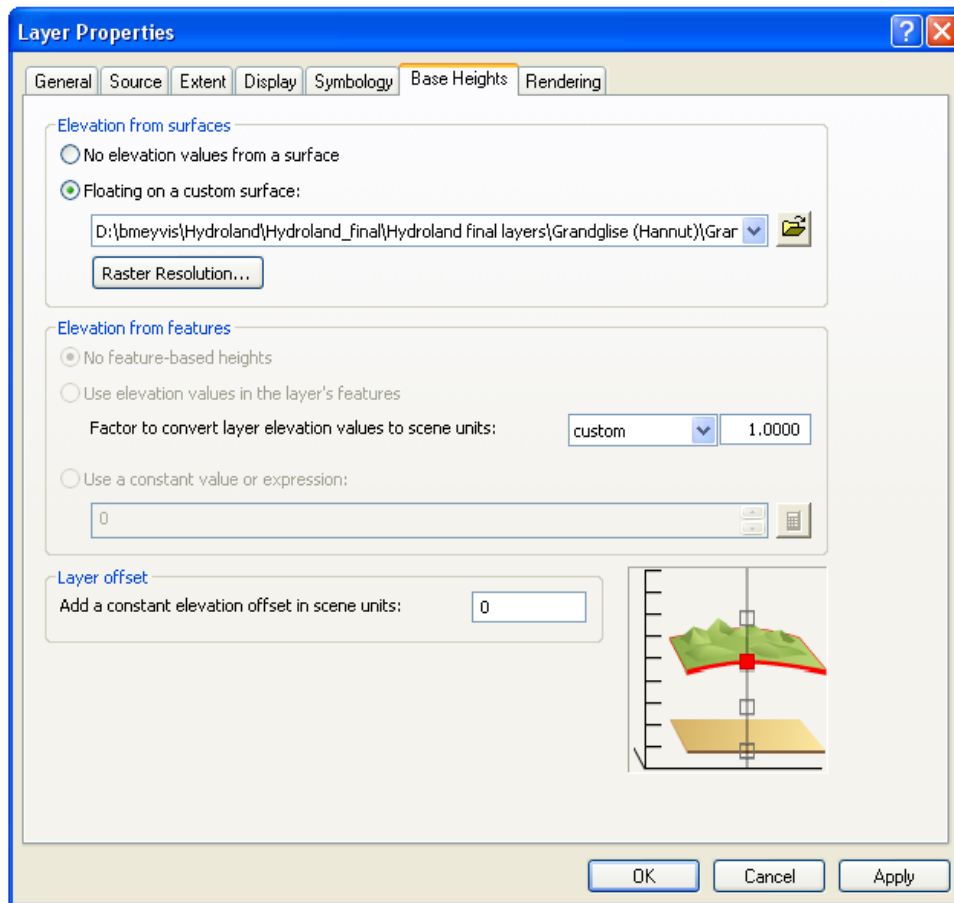 Layer Properties
General Source Extent Display Symbology Base Heights Rendering
Elevation from surfaces
No elevation values from a surface
Floating on a custom surface:
D:\bmeyvis\Hydroland\Hydroland_final\Hydroland final layers\Grandglise (Hannut)\Gran
Raster Resolution...
Elevation from features
No feature-based heights
Use elevation values in the layer's features
Factor to convert layer elevation values to scene units: custom 1.0000
Use a constant value or expression:
0
Layer offset
Add a constant elevation offset in scene units: 0
OK Cancel Apply